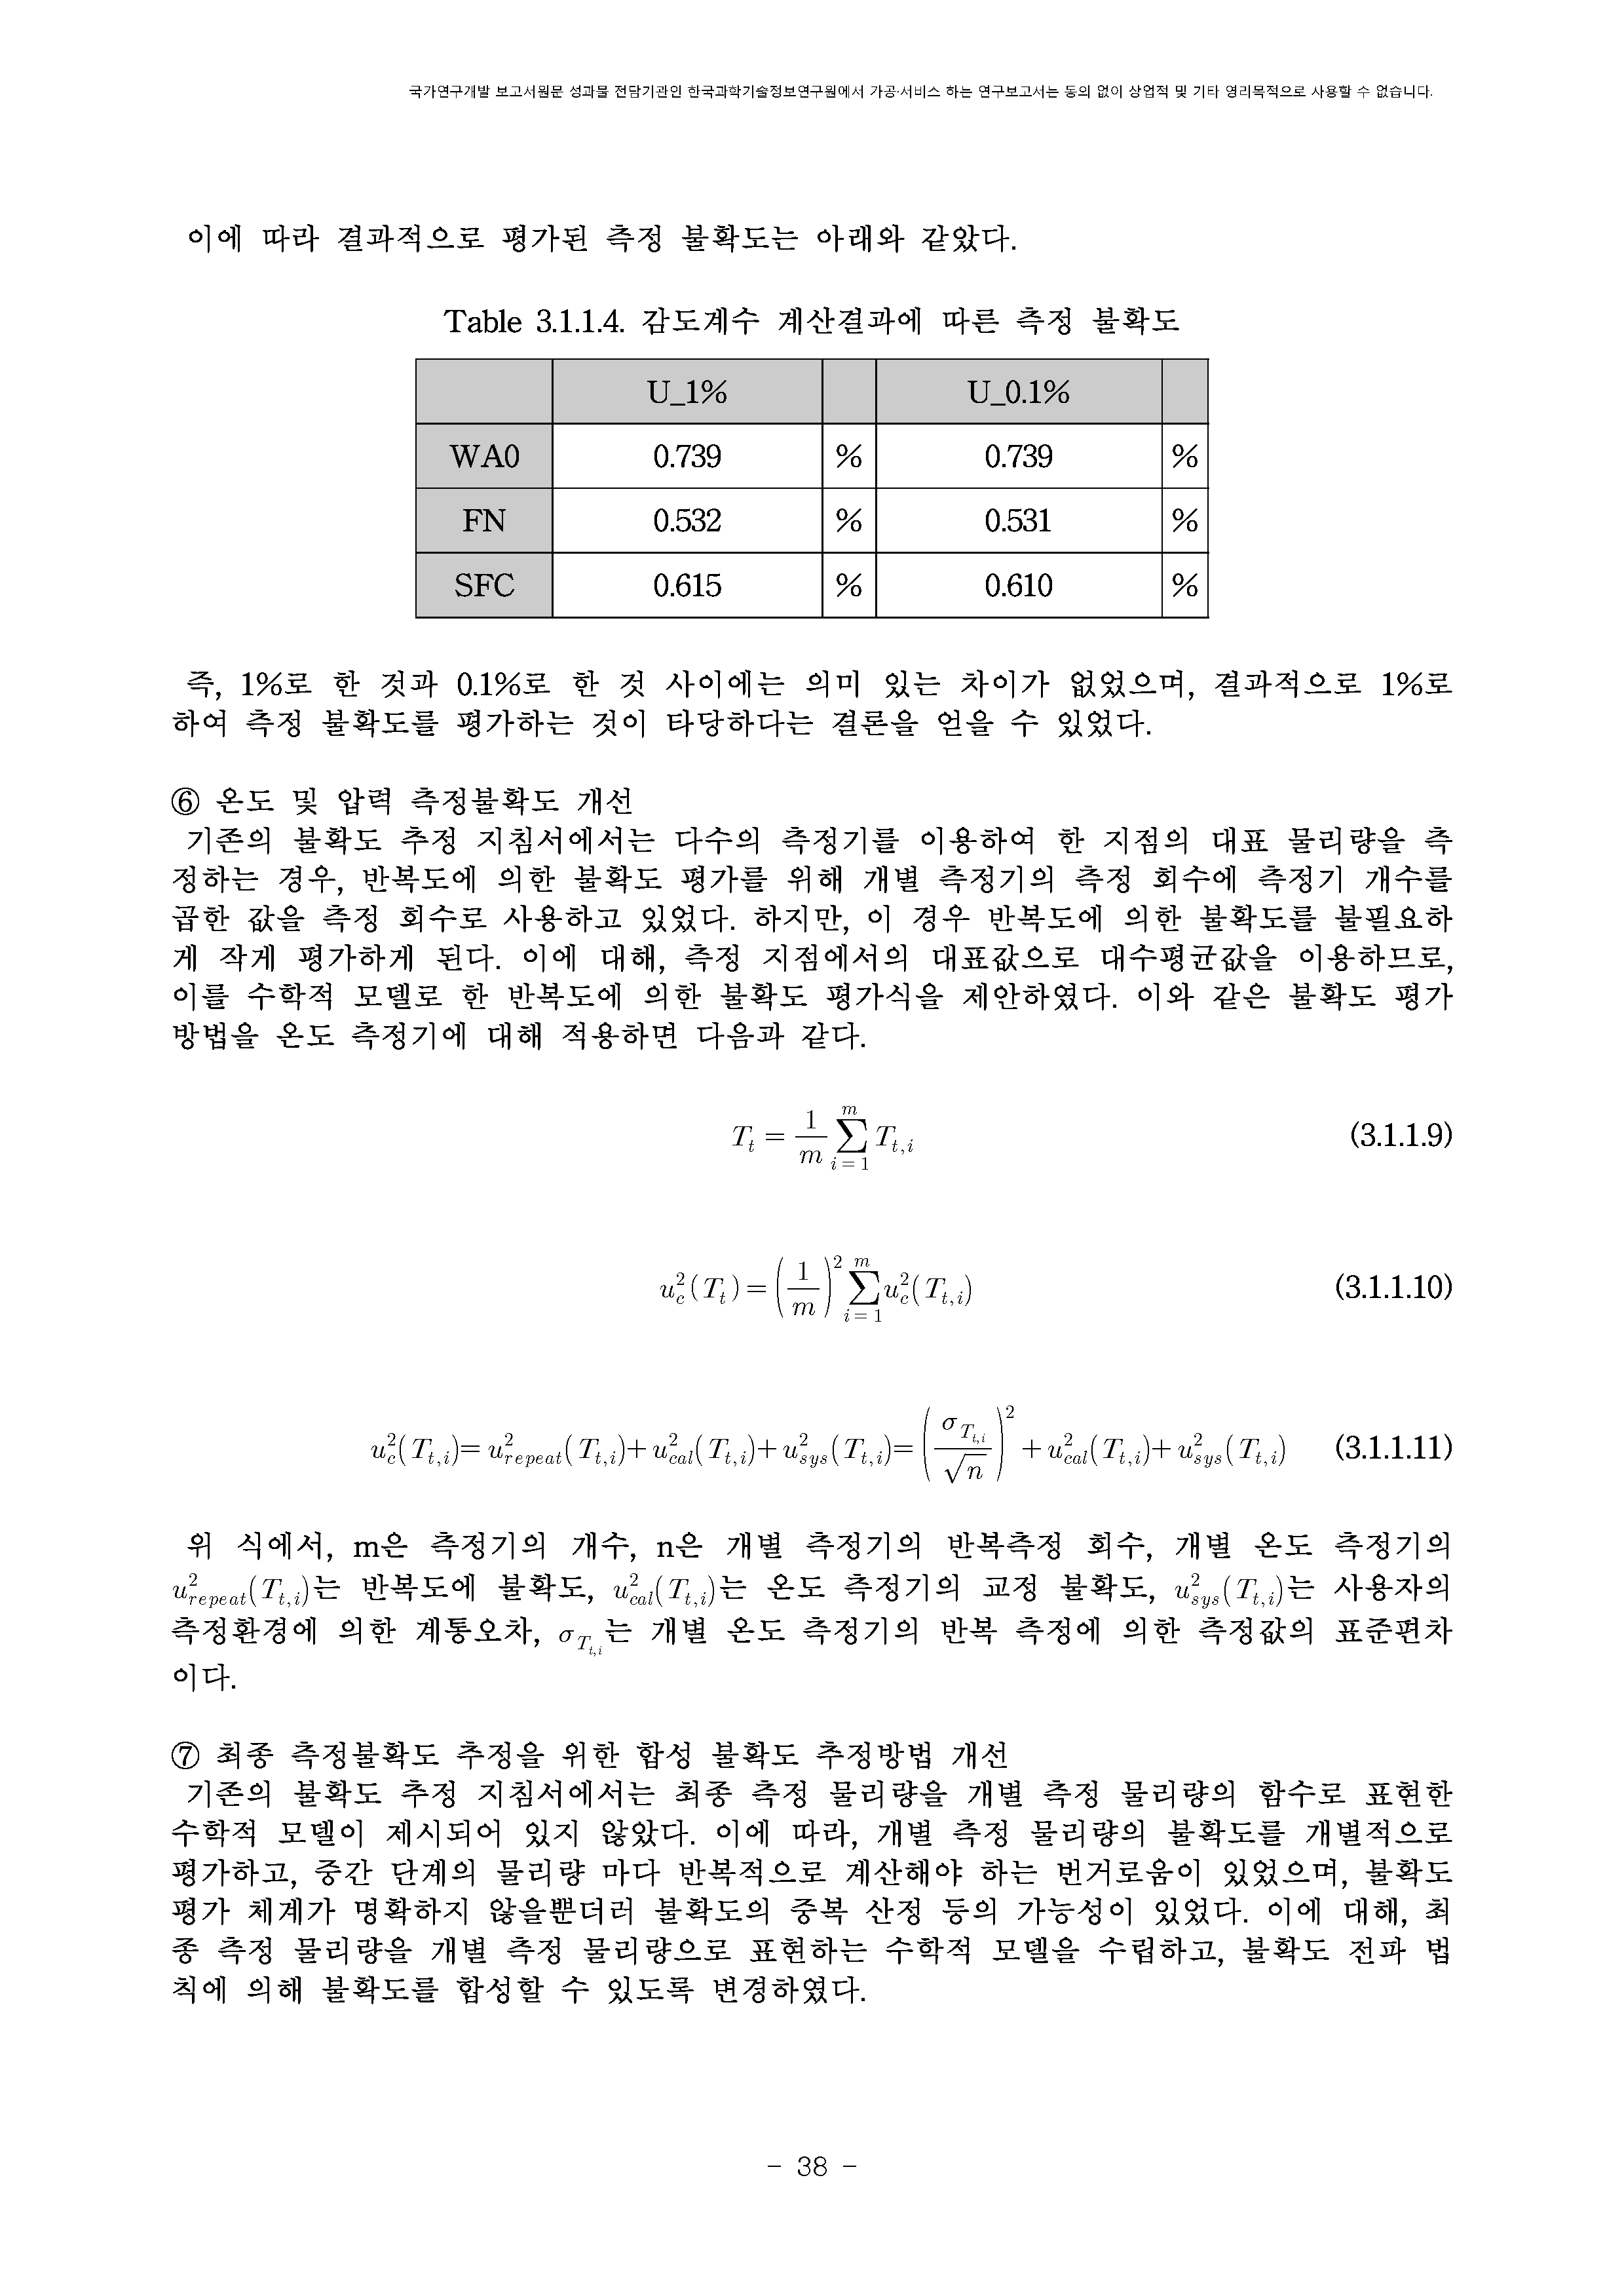 국가연구개발 보고서원문 성과물 전담기관인 한국과학기술정보연구원에서 가공·서비스 하는 연구보고서는 동의 없이 상업적 및 기타 영리목적으로 사용할 수 없습니다.
이에 따라 결과적으로 평가된 측정 불확도는 아래와 같았다.
Table 3.1.1.4. 감도계수 계산결과에 따른 측정 불확도
U_1% U_0.1%
WA0 0.739 % 0.739 %
FN 0.532 % 0.531 %
SFC 0.615 % 0.610 %
즉, 1%로 한 것과 0.1%로 한 것 사이에는 의미 있는 차이가 없었으며, 결과적으로 1%로
하여 측정 불확도를 평가하는 것이 타당하다는 결론을 얻을 수 있었다.
⑥ 온도 및 압력 측정불확도 개선
기존의 불확도 추정 지침서에서는 다수의 측정기를 이용하여 한 지점의 대표 물리량을 측
정하는 경우, 반복도에 의한 불확도 평가를 위해 개별 측정기의 측정 회수에 측정기 개수를
곱한 값을 측정 회수로 사용하고 있었다. 하지만, 이 경우 반복도에 의한 불확도를 불필요하
게 작게 평가하게 된다. 이에 대해, 측정 지점에서의 대표값으로 대수평균값을 이용하므로,
이를 수학적 모델로 한 반복도에 의한 불확도 평가식을 제안하였다. 이와 같은 불확도 평가
방법을 온도 측정기에 대해 적용하면 다음과 같다.
$T_t = \frac{1}{m}\sum_{i=1}^{m} T_{t,i}$ (3.1.1.9)
$u_c^2(T_t) = \left(\frac{1}{m}\right)^2 \sum_{i=1}^{m} u_c^2(T_{t,i})$ (3.1.1.10)
$u_c^2(T_{t,i}) = u_{repeat}^2(T_{t,i}) + u_{cal}^2(T_{t,i}) + u_{sys}^2(T_{t,i}) = \left(\frac{\sigma_{T_{t,i}}}{\sqrt{n}}\right)^2 + u_{cal}^2(T_{t,i}) + u_{sys}^2(T_{t,i})$ (3.1.1.11)
위 식에서, m은 측정기의 개수, n은 개별 측정기의 반복측정 회수, 개별 온도 측정기의
$u_{repeat}^2(T_{t,i})$는 반복도에 불확도, $u_{cal}^2(T_{t,i})$는 온도 측정기의 교정 불확도, $u_{sys}^2(T_{t,i})$는 사용자의
측정환경에 의한 계통오차, $\sigma_{T_{t,i}}$는 개별 온도 측정기의 반복 측정에 의한 측정값의 표준편차
이다.
⑦ 최종 측정불확도 추정을 위한 합성 불확도 추정방법 개선
기존의 불확도 추정 지침서에서는 최종 측정 물리량을 개별 측정 물리량의 함수로 표현한
수학적 모델이 제시되어 있지 않았다. 이에 따라, 개별 측정 물리량의 불확도를 개별적으로
평가하고, 중간 단계의 물리량 마다 반복적으로 계산해야 하는 번거로움이 있었으며, 불확도
평가 체계가 명확하지 않을뿐더러 불확도의 중복 산정 등의 가능성이 있었다. 이에 대해, 최
종 측정 물리량을 개별 측정 물리량으로 표현하는 수학적 모델을 수립하고, 불확도 전파 법
칙에 의해 불확도를 합성할 수 있도록 변경하였다.
- 38 -